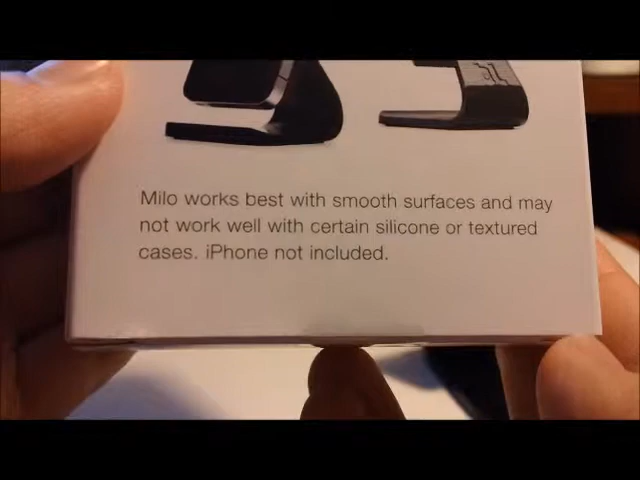 Milo works best with smooth surfaces and may
not work well with certain silicone or textured
cases. iPhone not included.